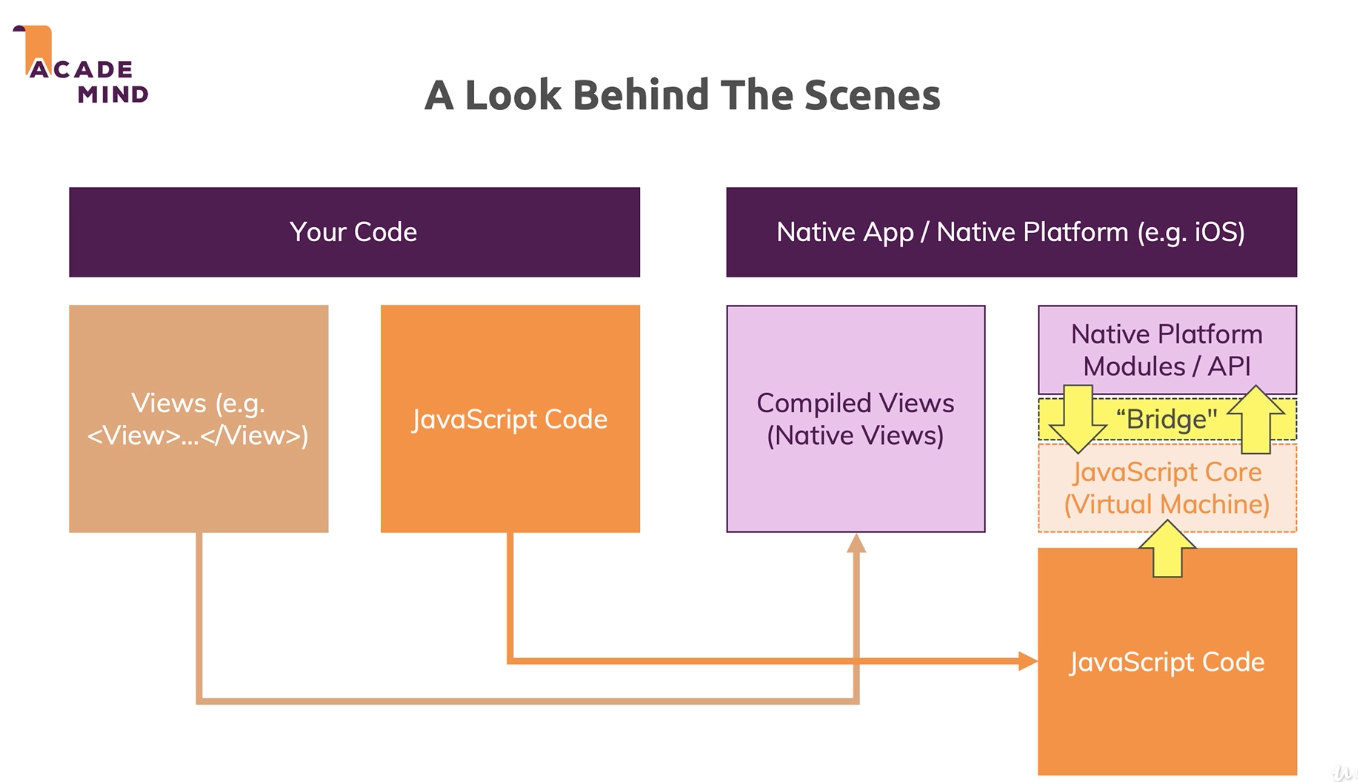 ACADE
MIND
A Look Behind The Scenes
Your Code
Native App / Native Platform (e.g. iOS)
Views (e.g.
<View>...</View>)
JavaScript Code
Compiled Views
(Native Views)
Native Platform
Modules / API
“Bridge"
JavaScript Core
(Virtual Machine)
JavaScript Code